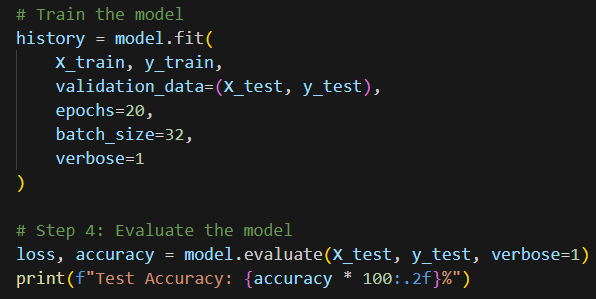 # Train the model
history = model.fit(
    X_train, y_train,
    validation_data=(X_test, y_test),
    epochs=20,
    batch_size=32,
    verbose=1
)
# Step 4: Evaluate the model
loss, accuracy = model.evaluate(X_test, y_test, verbose=1)
print(f"Test Accuracy: {accuracy * 100:.2f}%")